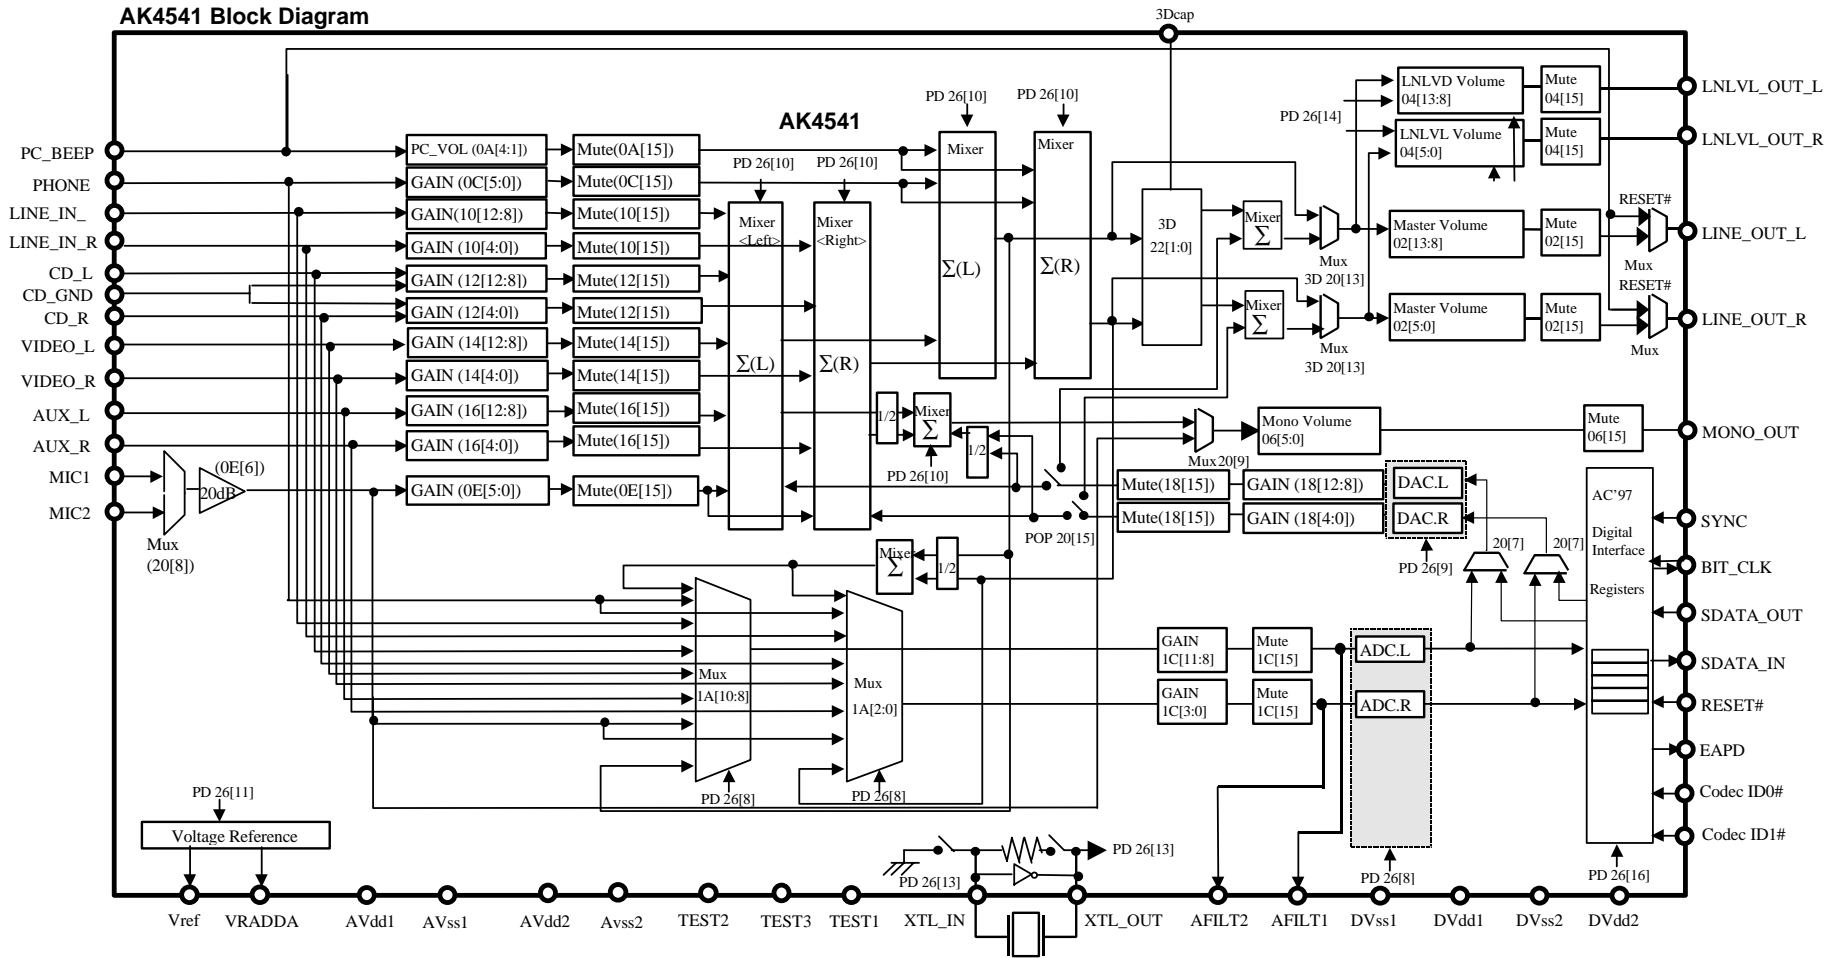 AK4541 Block Diagram
3Dcap
PC_BEEP
PHONE
LINE_IN_
LINE_IN_R
CD_L
CD_GND
CD_R
VIDEO_L
VIDEO_R
AUX_L
AUX_R
MIC1
MIC2
Mux
(20[8])
(0E[6])
20dB
PC_VOL (0A[4:1])
GAIN (0C[5:0])
GAIN(10[12:8])
GAIN (10[4:0])
GAIN (12[12:8])
GAIN (12[4:0])
GAIN (14[12:8])
GAIN (14[4:0])
GAIN (16[12:8])
GAIN (16[4:0])
GAIN (0E[5:0])
Mute(0A[15])
Mute(0C[15])
Mute(10[15])
Mute(10[15])
Mute(12[15])
Mute(12[15])
Mute(14[15])
Mute(14[15])
Mute(16[15])
Mute(16[15])
Mute(0E[15])
AK4541
PD 26[10]
PD 26[10]
Mixer
<Left>
Σ(L)
Mixer
<Right>
Σ(R)
PD 26[10]
PD 26[10]
Mixer
Σ(L)
Mixer
Σ(R)
3D
22[1:0]
Mixer
Σ
Mixer
Σ
Mux
3D 20[13]
Mux
3D 20[13]
PD 26[14]
LNLVD Volume
04[13:8]
Mute
04[15]
LNLVL Volume
04[5:0]
Mute
04[15]
Master Volume
02[13:8]
Mute
02[15]
RESET#
Mux
Master Volume
02[5:0]
Mute
02[15]
RESET#
Mux
LNLVL_OUT_L
LNLVL_OUT_R
LINE_OUT_L
LINE_OUT_R
MONO_OUT
1/2
Mixer
Σ
1/2
PD 26[10]
Mux20[9]
Mono Volume
06[5:0]
Mute
06[15]
POP 20[15]
Mute(18[15])
GAIN (18[12:8])
DAC.L
Mute(18[15])
GAIN (18[4:0])
DAC.R
PD 26[9]
20[7]
20[7]
AC’97
Digital
Interface
Registers
SYNC
BIT_CLK
SDATA_OUT
SDATA_IN
RESET#
EAPD
Codec ID0#
Codec ID1#
PD 26[16]
Mixer
Σ
1/2
Mux
1A[10:8]
PD 26[8]
Mux
1A[2:0]
PD 26[8]
GAIN
1C[11:8]
Mute
1C[15]
ADC.L
GAIN
1C[3:0]
Mute
1C[15]
ADC.R
PD 26[8]
PD 26[11]
Voltage Reference
PD 26[13]
PD 26[13]
Vref
VRADDA
AVdd1
AVss1
AVdd2
Avss2
TEST2
TEST3
TEST1
XTL_IN
XTL_OUT
AFILT2
AFILT1
DVss1
DVdd1
DVss2
DVdd2